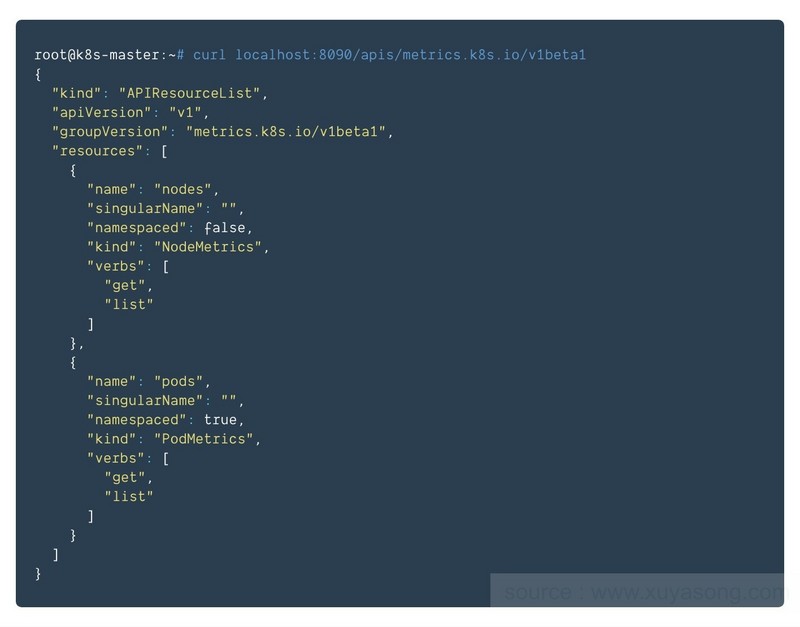 root@k8s-master:~# curl localhost:8090/apis/metrics.k8s.io/v1beta1
{
  "kind": "APIResourceList",
  "apiVersion": "v1",
  "groupVersion": "metrics.k8s.io/v1beta1",
  "resources": [
    {
      "name": "nodes",
      "singularName": "",
      "namespaced": false,
      "kind": "NodeMetrics",
      "verbs": [
        "get",
        "list"
      ]
    },
    {
      "name": "pods",
      "singularName": "",
      "namespaced": true,
      "kind": "PodMetrics",
      "verbs": [
        "get",
        "list"
      ]
    }
  ]
}
source : www.xuyasong.com